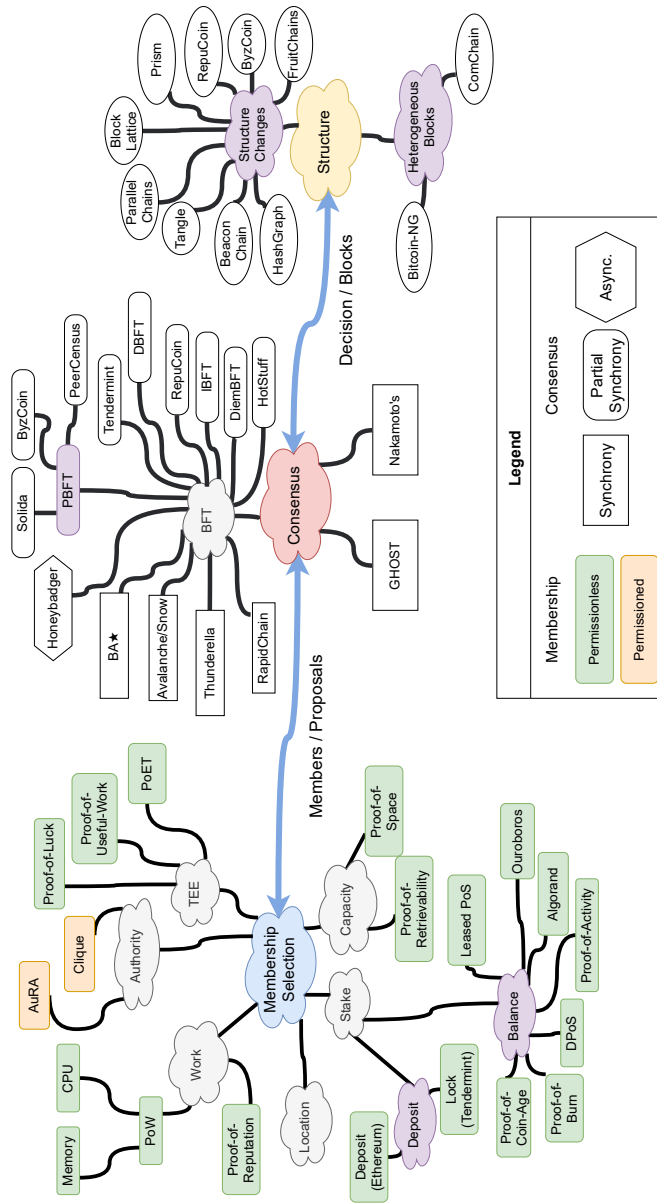 AuRA
Clique
Authority
Proof-of-Luck
Proof-of-
Useful-Work
PoET
TEE
CPU
Memory
PoW
Work
Proof-of-
Reputation
Location
Membership
Selection
Capacity
Proof-of-
Space
Proof-of-
Retrievability
Stake
Deposit
(Ethereum)
Deposit
Lock
(Tendermint)
Balance
Leased PoS
Ouroboros
Algorand
Proof-of-Activity
DPoS
Proof-of-
Burn
Proof-of-
Coin-Age
Members / Proposals
Solida
ByzCoin
PBFT
PeerCensus
Honeybadger
BA★
Avalanche/Snow
Thunderella
RapidChain
BFT
Tendermint
DBFT
RepuCoin
IBFT
DiemBFT
HotStuff
Consensus
GHOST
Nakamoto's
Decision / Blocks
Block
Lattice
Prism
RepuCoin
ByzCoin
FruitChains
Parallel
Chains
Tangle
Beacon
Chain
HashGraph
Structure
Changes
Structure
Heterogeneous
Blocks
Bitcoin-NG
ComChain
Legend
Membership
Permissionless
Permissioned
Consensus
Synchrony
Partial
Synchrony
Async.